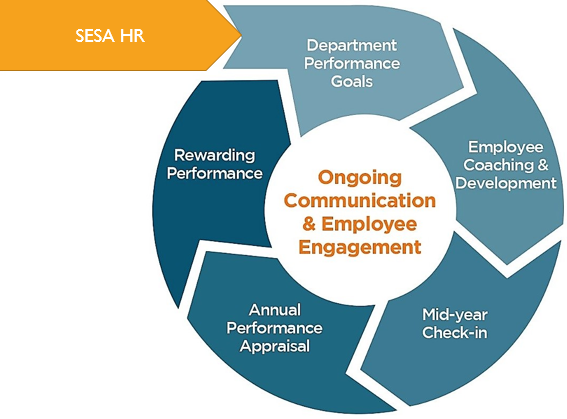 SESA HR
Department
Performance
Goals
Employee
Coaching &
Development
Mid-year
Check-in
Annual
Performance
Appraisal
Rewarding
Performance
Ongoing
Communication
& Employee
Engagement